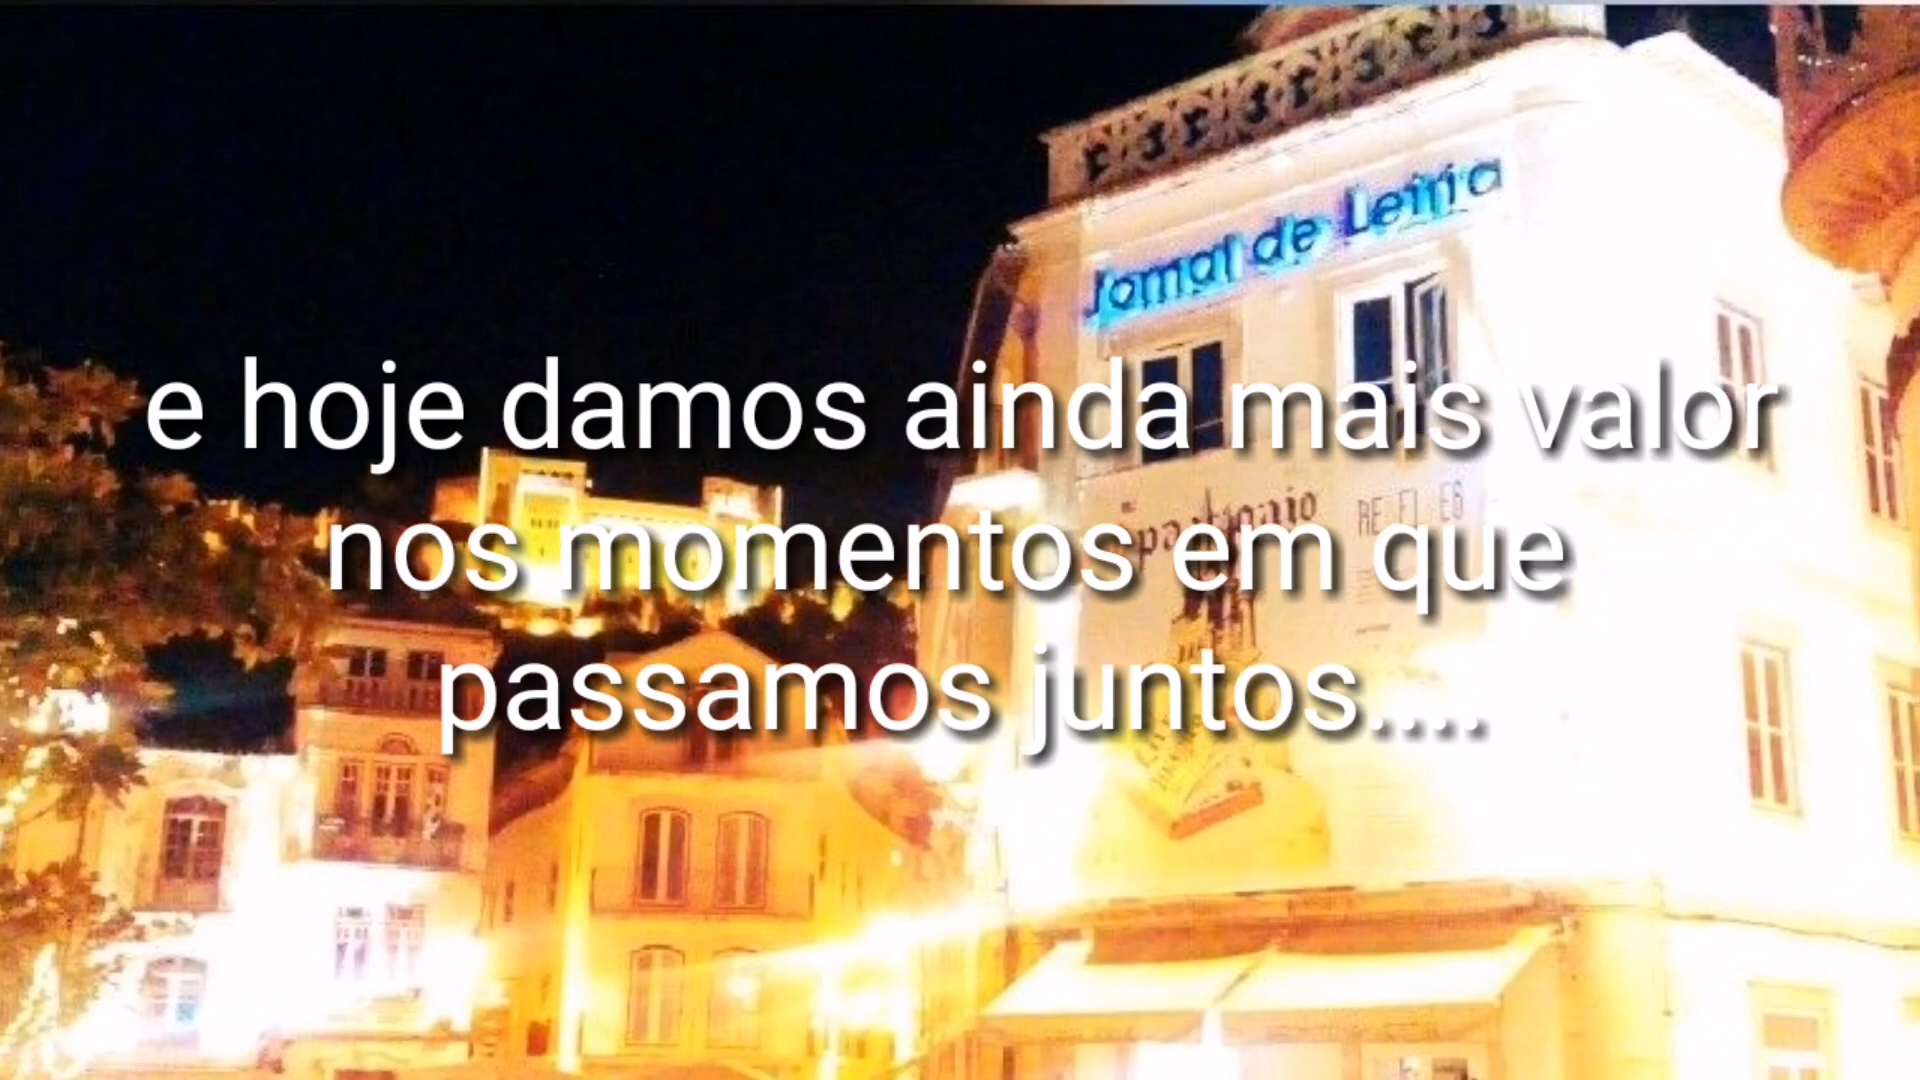 Jornal de Leiria
e hoje damos ainda mais valor
nos momentos em que
passamos juntos....